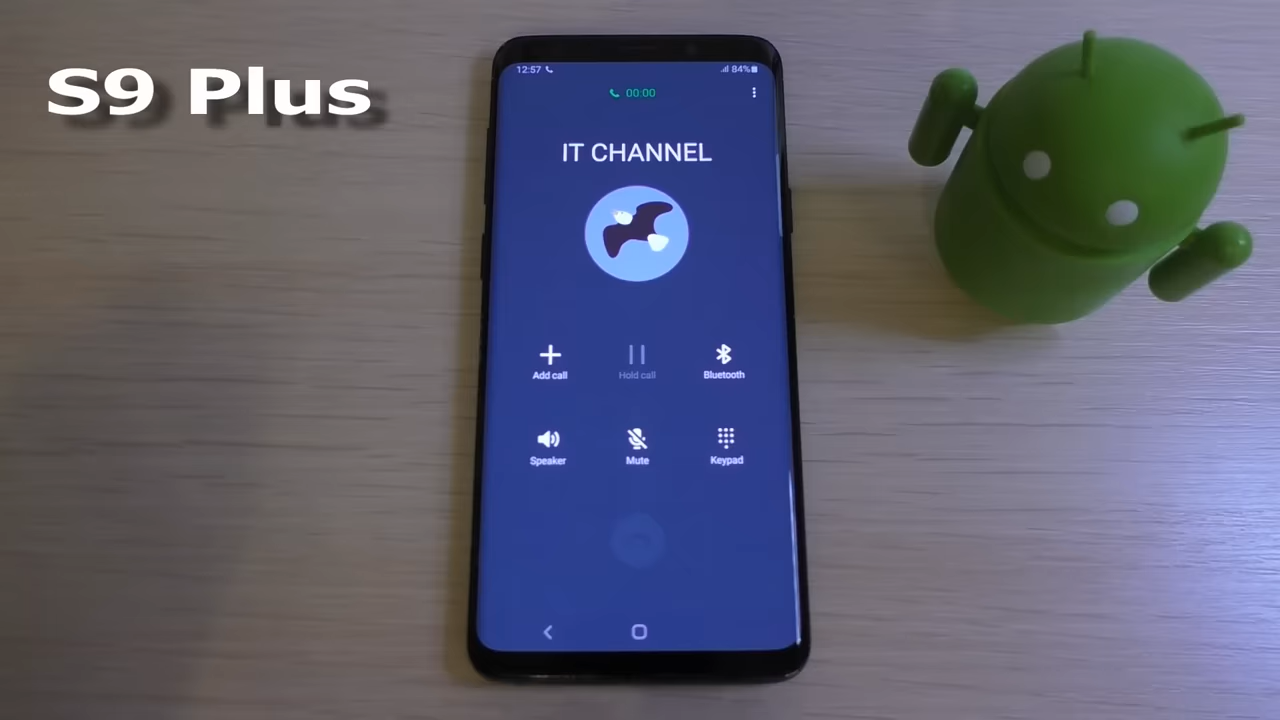 S9 Plus
12:57
84%
00:00
IT CHANNEL
Add call
Hold call
Bluetooth
Speaker
Mute
Keypad